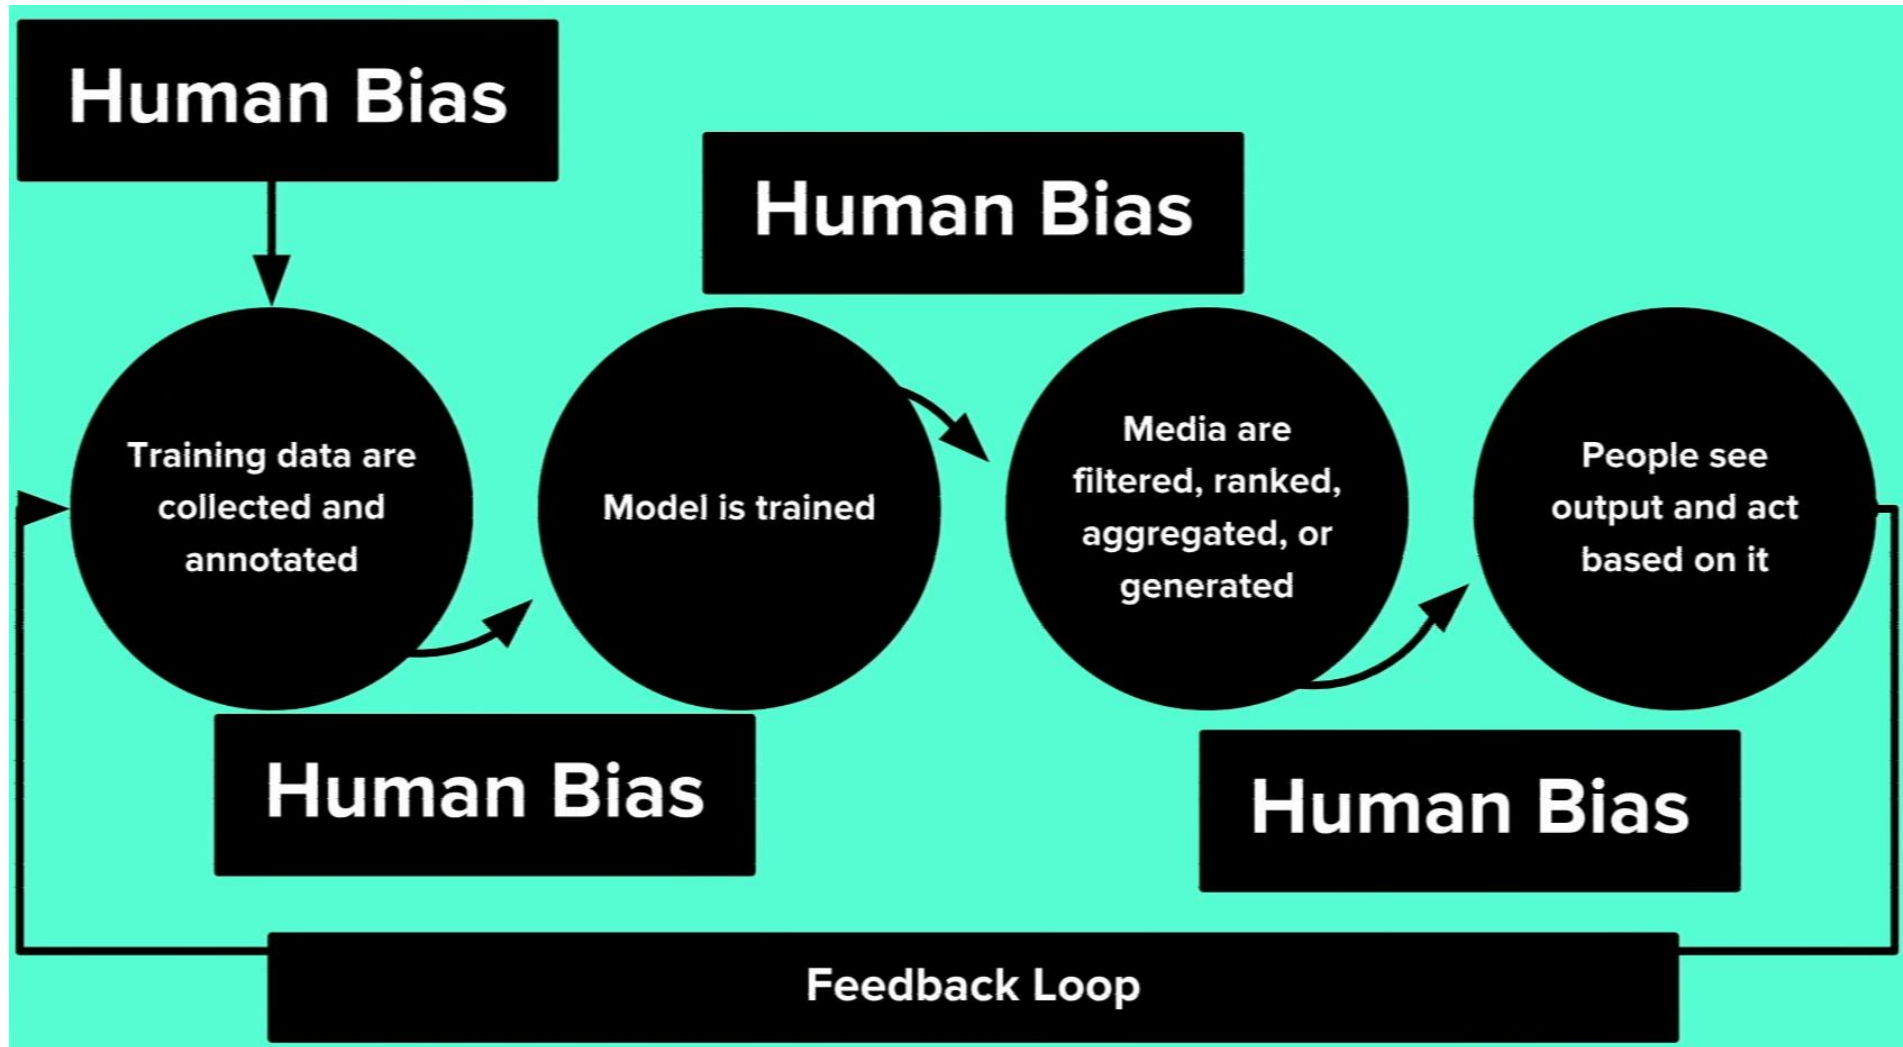 Human Bias
Human Bias
Training data are
collected and
annotated
Model is trained
Media are
filtered, ranked,
aggregated, or
generated
People see
output and act
based on it
Human Bias
Human Bias
Feedback Loop